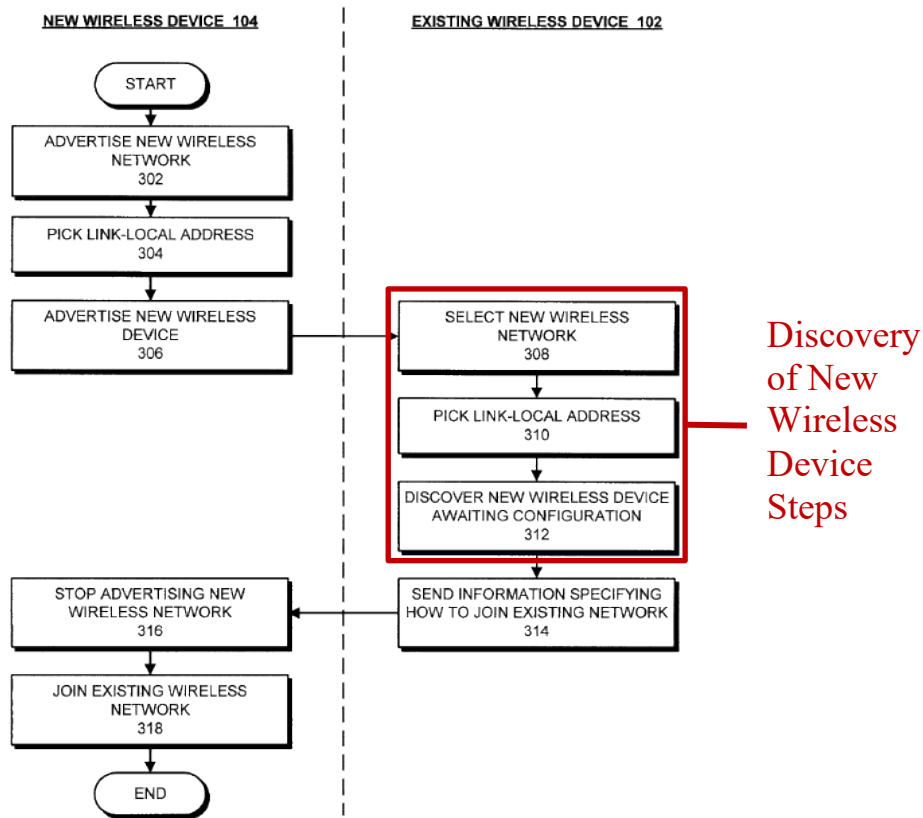 NEW WIRELESS DEVICE 104
EXISTING WIRELESS DEVICE 102
START
ADVERTISE NEW WIRELESS
NETWORK
302
PICK LINK-LOCAL ADDRESS
304
ADVERTISE NEW WIRELESS
DEVICE
306
SELECT NEW WIRELESS
NETWORK
308
PICK LINK-LOCAL ADDRESS
310
DISCOVER NEW WIRELESS DEVICE
AWAITING CONFIGURATION
312
Discovery
of New
Wireless
Device
Steps
SEND INFORMATION SPECIFYING
HOW TO JOIN EXISTING NETWORK
314
STOP ADVERTISING NEW
WIRELESS NETWORK
316
JOIN EXISTING WIRELESS
NETWORK
318
END